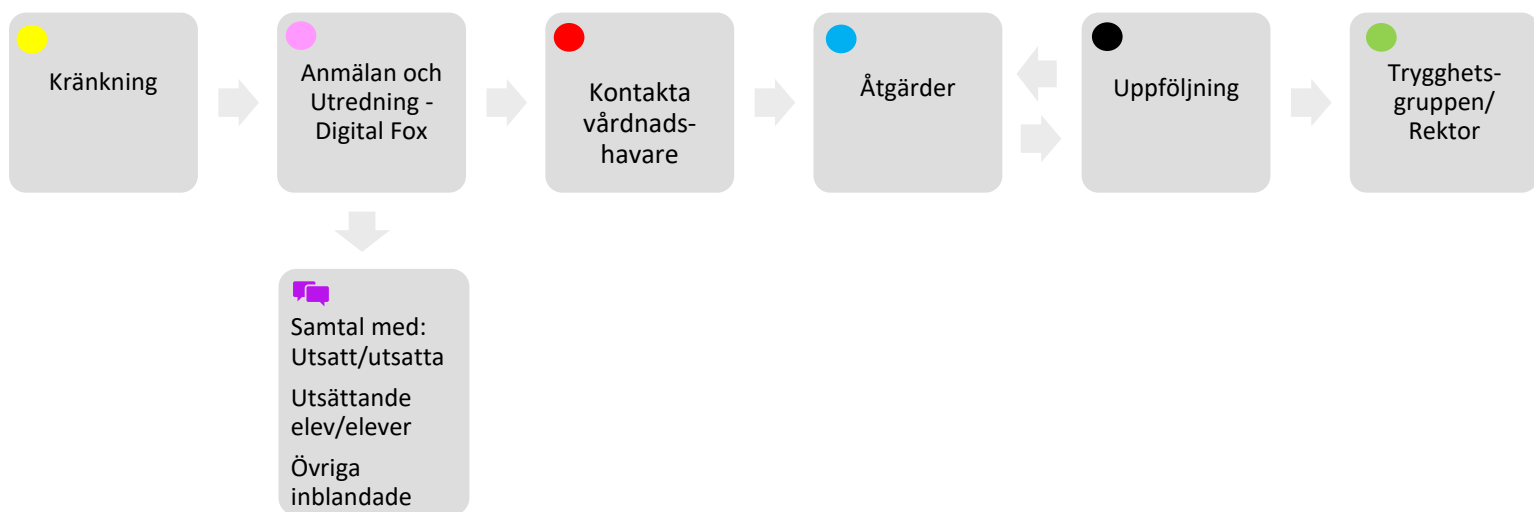 Kränkning
Anmälan och
Utredning -
Digital Fox
Kontakta
vårdnads-
havare
Åtgärder
Uppföljning
Trygghets-
gruppen/
Rektor
Samtal med:
Utsatt/utsatta
Utsättande
elev/elever
Övriga
inblandade